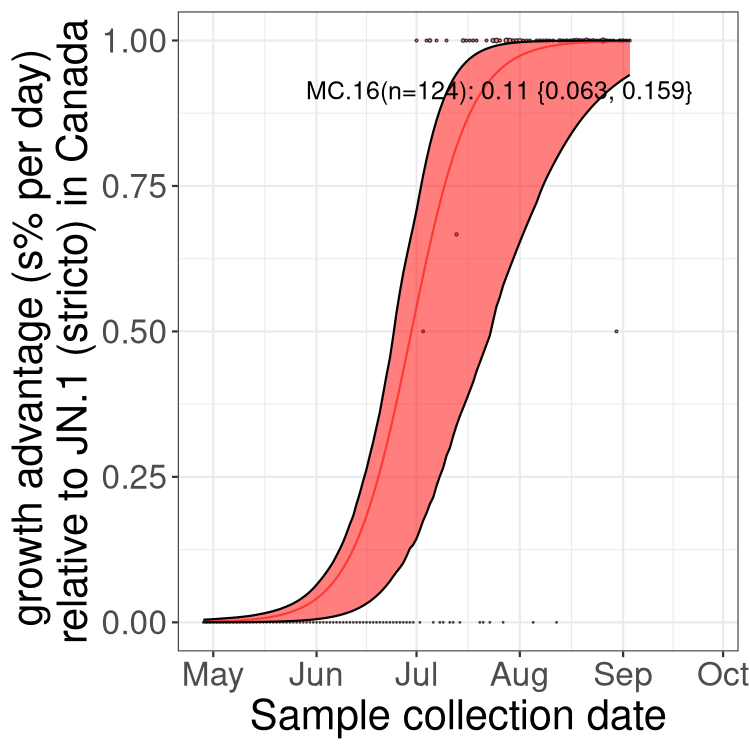 growth advantage (s% per day)
relative to JN.1 (stricto) in Canada
1.00
0.75
0.50
0.25
0.00
MC.16(n=124): 0.11 {0.063, 0.159}
May Jun Jul Aug Sep Oct
Sample collection date